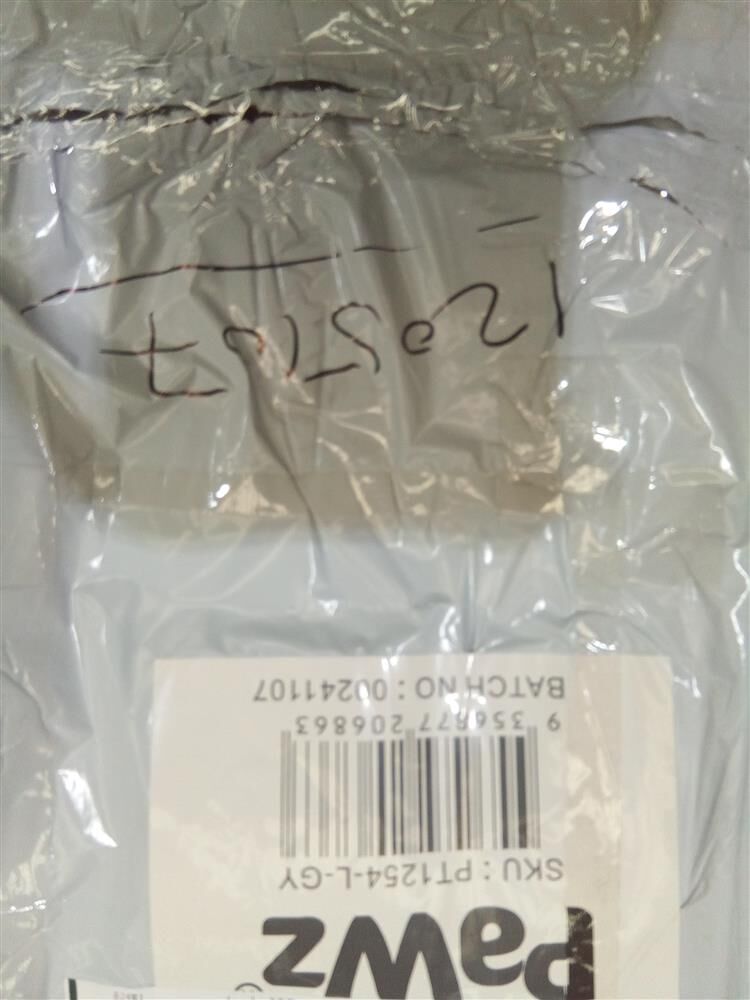 PaWz
SKU : PT1254-L-GY
9 356877 206863
BATCH NO : 00241107